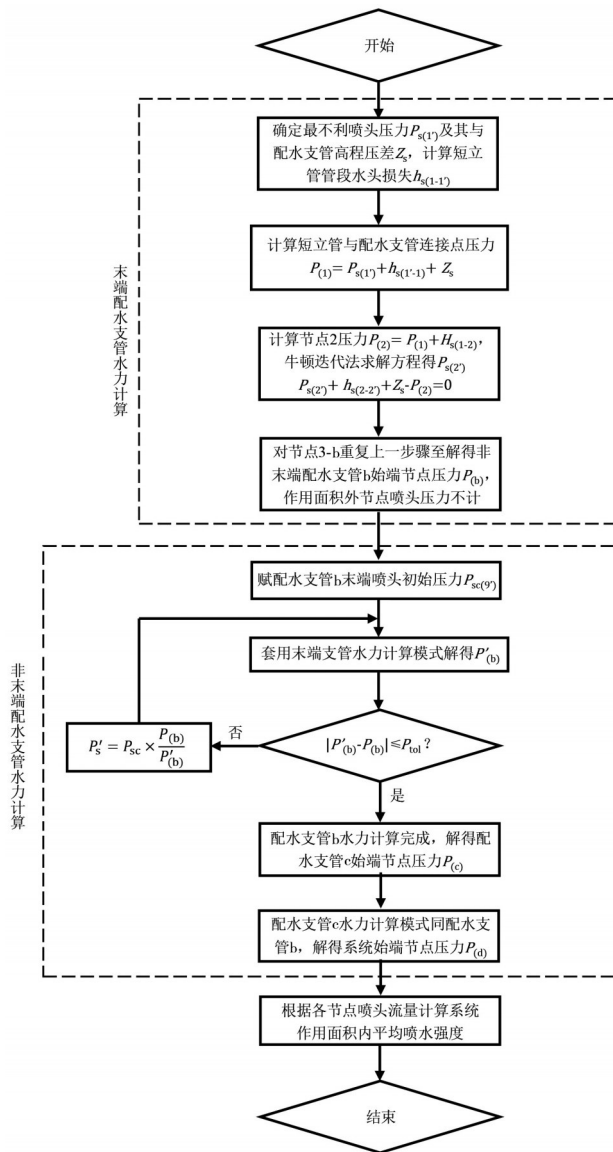 开始
确定最不利喷头压力Ps(1')及其与
配水支管高程压差Zs，计算短立
管管段水头损失hs(1-1')
计算短立管与配水支管连接点压力
P(1)= Ps(1')+hs(1'-1)+ Zs
计算节点2压力P(2)= P(1)+Hs(1-2)，
牛顿迭代法求解方程得Ps(2')
Ps(2')+ hs(2-2')+Zs-P(2)=0
对节点3-b重复上一步骤至解得非
末端配水支管b始端节点压力P(b)，
作用面积外节点喷头压力不计
末端配水支管水力计算
赋配水支管b末端喷头初始压力Psc(9')
套用末端支管水力计算模式解得P'(b)
|P'(b)-P(b)|≤Ptol？
否
P's = Psc × P(b)/P'(b)
是
配水支管b水力计算完成，解得配
水支管c始端节点压力P(c)
配水支管c水力计算模式同配水支
管b，解得系统始端节点压力P(d)
非末端配水支管水力计算
根据各节点喷头流量计算系统
作用面积内平均喷水强度
结束